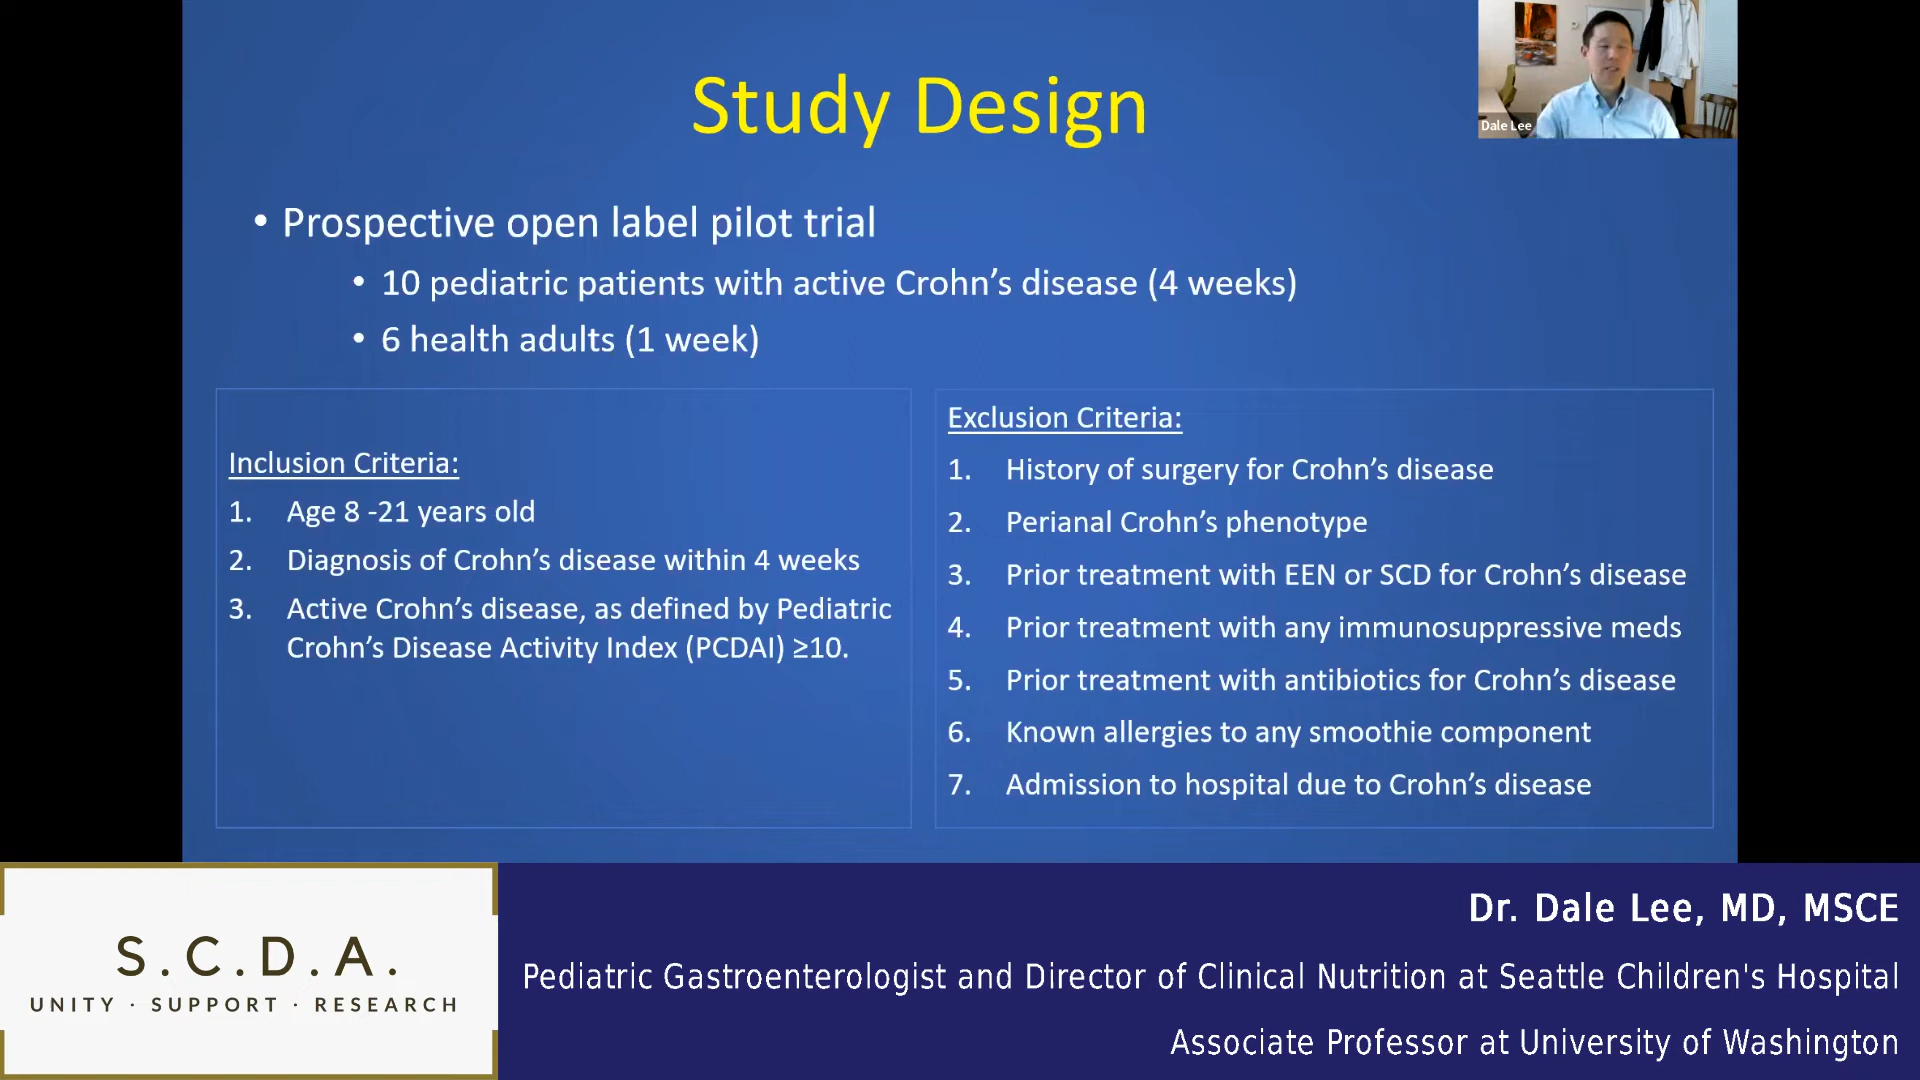 Study Design
Dale Lee
• Prospective open label pilot trial
• 10 pediatric patients with active Crohn’s disease (4 weeks)
• 6 health adults (1 week)
Inclusion Criteria:
1. Age 8 -21 years old
2. Diagnosis of Crohn’s disease within 4 weeks
3. Active Crohn’s disease, as defined by Pediatric
Crohn’s Disease Activity Index (PCDAI) ≥10.
Exclusion Criteria:
1. History of surgery for Crohn’s disease
2. Perianal Crohn’s phenotype
3. Prior treatment with EEN or SCD for Crohn’s disease
4. Prior treatment with any immunosuppressive meds
5. Prior treatment with antibiotics for Crohn’s disease
6. Known allergies to any smoothie component
7. Admission to hospital due to Crohn’s disease
S.C.D.A.
UNITY · SUPPORT · RESEARCH
Dr. Dale Lee, MD, MSCE
Pediatric Gastroenterologist and Director of Clinical Nutrition at Seattle Children's Hospital
Associate Professor at University of Washington